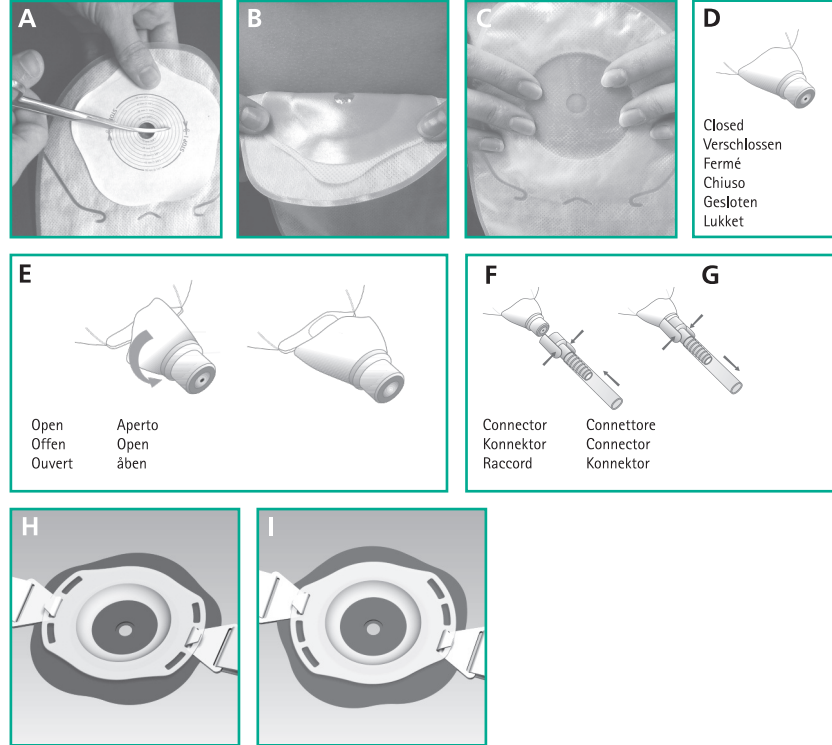 A
B
C
D
Closed
Verschlossen
Fermé
Chiuso
Gesloten
Lukket
E
Open
Offen
Ouvert
Aperto
Open
åben
F
G
Connector
Konnektor
Raccord
Connettore
Connector
Konnektor
H
I